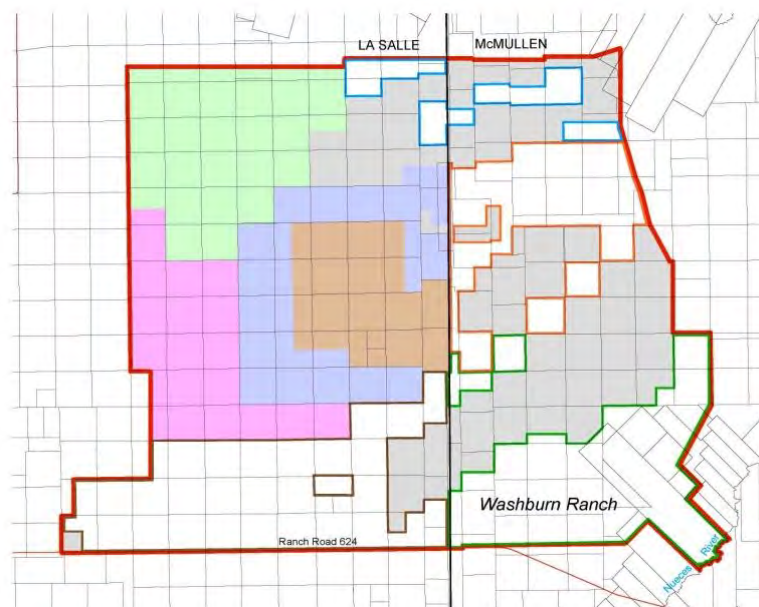 LA SALLE
McMULLEN
Washburn Ranch
Ranch Road 624
Nueces River